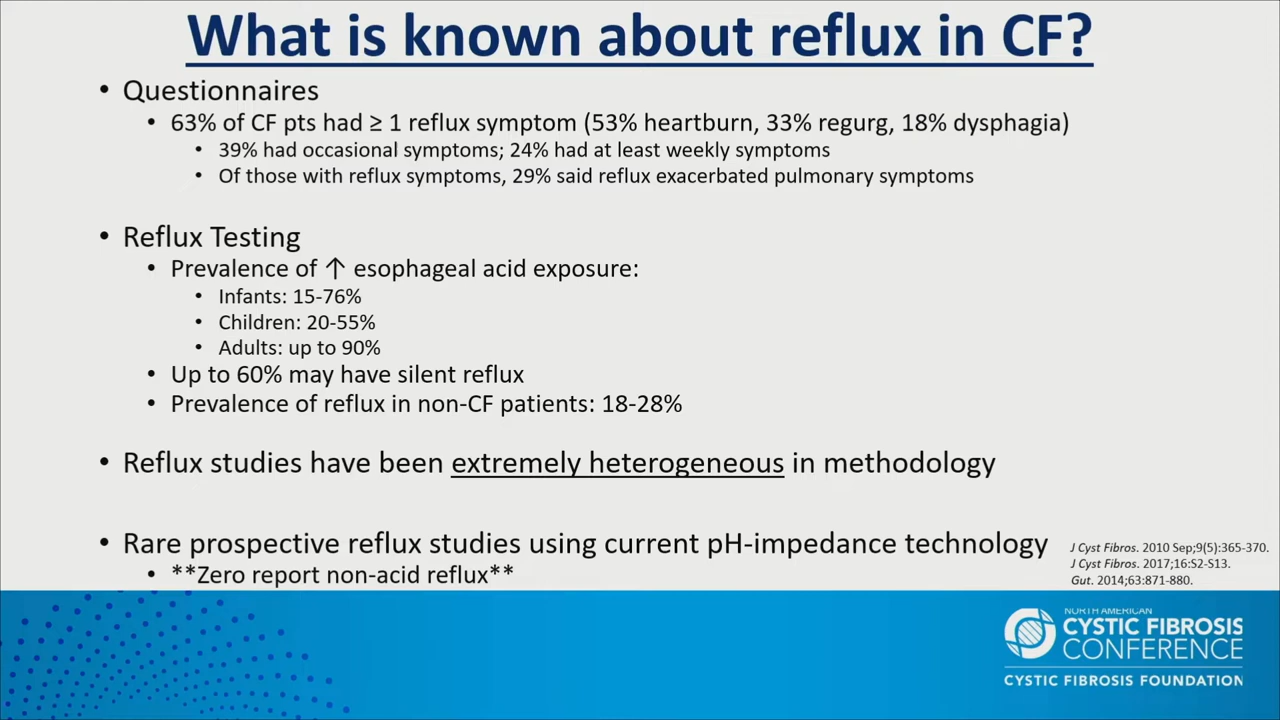 What is known about reflux in CF?
• Questionnaires
• 63% of CF pts had ≥ 1 reflux symptom (53% heartburn, 33% regurg, 18% dysphagia)
• 39% had occasional symptoms; 24% had at least weekly symptoms
• Of those with reflux symptoms, 29% said reflux exacerbated pulmonary symptoms
• Reflux Testing
• Prevalence of ↑ esophageal acid exposure:
• Infants: 15-76%
• Children: 20-55%
• Adults: up to 90%
• Up to 60% may have silent reflux
• Prevalence of reflux in non-CF patients: 18-28%
• Reflux studies have been extremely heterogeneous in methodology
• Rare prospective reflux studies using current pH-impedance technology
• **Zero report non-acid reflux**
J Cyst Fibros. 2010 Sep;9(5):365-370.
J Cyst Fibros. 2017;16:S2-S13.
Gut. 2014;63:871-880.
NORTH AMERICAN
CYSTIC FIBROSIS
CONFERENCE
CYSTIC FIBROSIS FOUNDATION